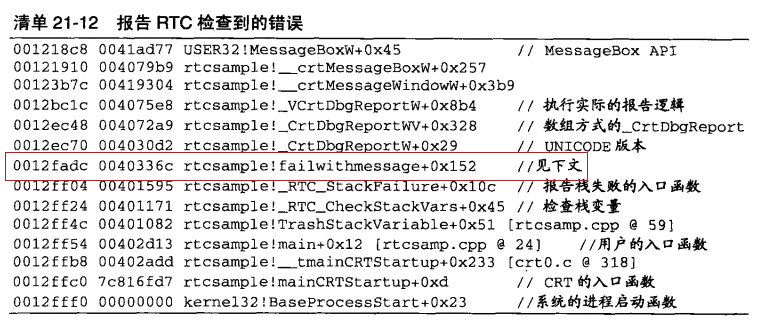 清单 21-12 报告 RTC 检查到的错误
001218c8 0041ad77 USER32!MessageBoxW+0x45 // MessageBox API
00121910 004079b9 rtcsample!__crtMessageBoxW+0x257
00123b7c 00419304 rtcsample!__crtMessageWindowW+0x3b9
0012bc1c 004075e8 rtcsample!_VCrtDbgReportW+0x8b4 // 执行实际的报告逻辑
0012ec48 004072a9 rtcsample!_CrtDbgReportWV+0x328 // 数组方式的_CrtDbgReport
0012ec70 004030d2 rtcsample!_CrtDbgReportW+0x29 // UNICODE 版本
0012fadc 0040336c rtcsample!failwithmessage+0x152 //见下文
0012ff04 00401595 rtcsample!_RTC_StackFailure+0x10c // 报告栈失败的入口函数
0012ff24 00401171 rtcsample!_RTC_CheckStackVars+0x45 // 检查栈变量
0012ff4c 00401082 rtcsample!TrashStackVariable+0x51 [rtcsamp.cpp @ 59]
0012ff54 00402d13 rtcsample!main+0x12 [rtcsamp.cpp @ 24] //用户的入口函数
0012ffb8 00402add rtcsample!__tmainCRTStartup+0x233 [crt0.c @ 318]
0012ffc0 7c816fd7 rtcsample!mainCRTStartup+0xd // CRT 的入口函数
0012fff0 00000000 kernel32!BaseProcessStart+0x23 //系统的进程启动函数